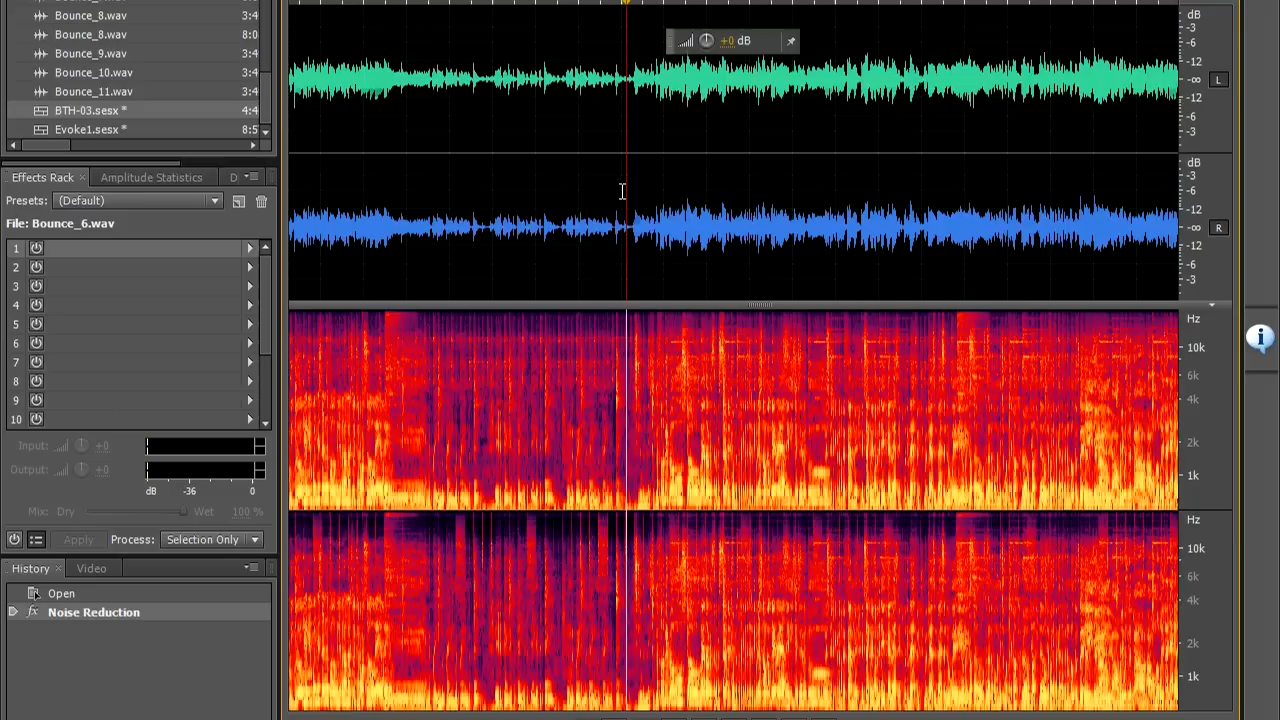 Bounce_8.wav 3:4
Bounce_8.wav 8:0
Bounce_9.wav 3:4
Bounce_10.wav 3:4
Bounce_11.wav 3:4
BTH-03.sesx * 4:4
Evoke1.sesx * 8:5
Effects Rack × Amplitude Statistics D
Presets: (Default)
File: Bounce_6.wav
1
2
3
4
5
6
7
8
9
10
Input: +0
Output: +0
dB -36 0
Mix: Dry Wet 100 %
Apply Process: Selection Only
History × Video
Open
fx Noise Reduction
+0 dB
dB
-3
-6
-12
-∞
-12
-6
-3
L
dB
-3
-6
-12
-∞
-12
-6
-3
R
Hz
10k
6k
4k
2k
1k
Hz
10k
6k
4k
2k
1k